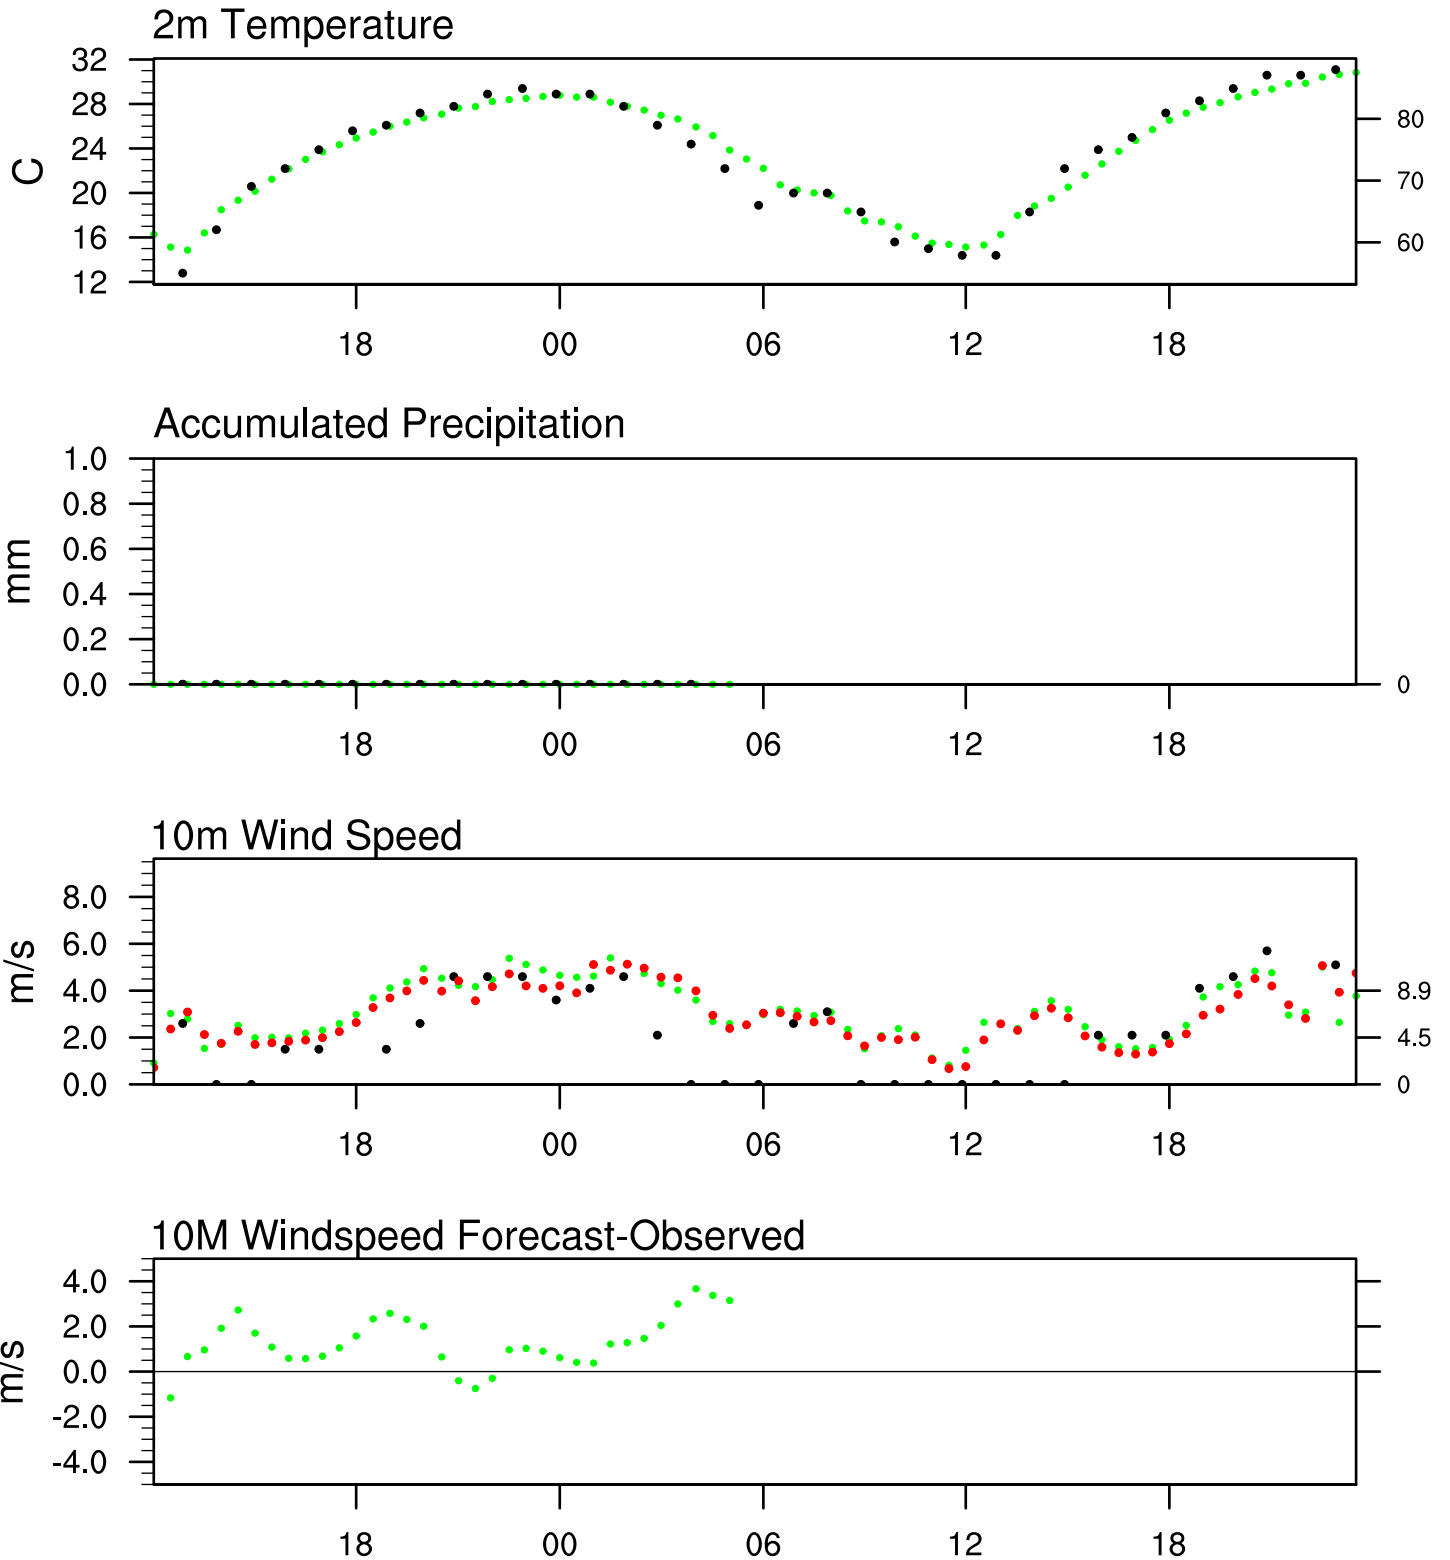 2m Temperature
32
28
24
20
16
12
C
80
70
60
18 00 06 12 18
Accumulated Precipitation
1.0
0.8
0.6
0.4
0.2
0.0
mm
0
18 00 06 12 18
10m Wind Speed
8.0
6.0
4.0
2.0
0.0
m/s
8.9
4.5
0
18 00 06 12 18
10M Windspeed Forecast-Observed
4.0
2.0
0.0
-2.0
-4.0
m/s
18 00 06 12 18